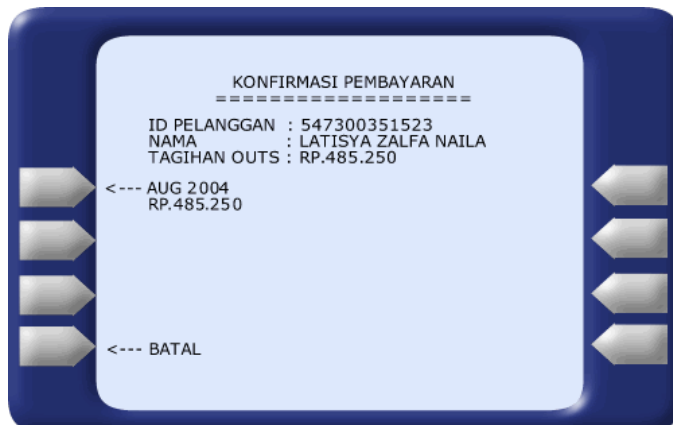 KONFIRMASI PEMBAYARAN
===================
ID PELANGGAN : 547300351523
NAMA : LATISYA ZALFA NAILA
TAGIHAN OUTS : RP.485.250
<--- AUG 2004
RP.485.250
<--- BATAL